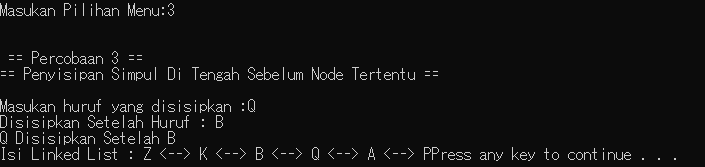 Masukan Pilihan Menu:3
== Percobaan 3 ==
== Penyisipan Simpul Di Tengah Sebelum Node Tertentu ==
Masukan huruf yang disisipkan :Q
Disisipkan Setelah Huruf : B
Q Disipkan Setelah B
Isi Linked List : Z <--> K <--> B <--> Q <--> A <--> PPress any key to continue . . .